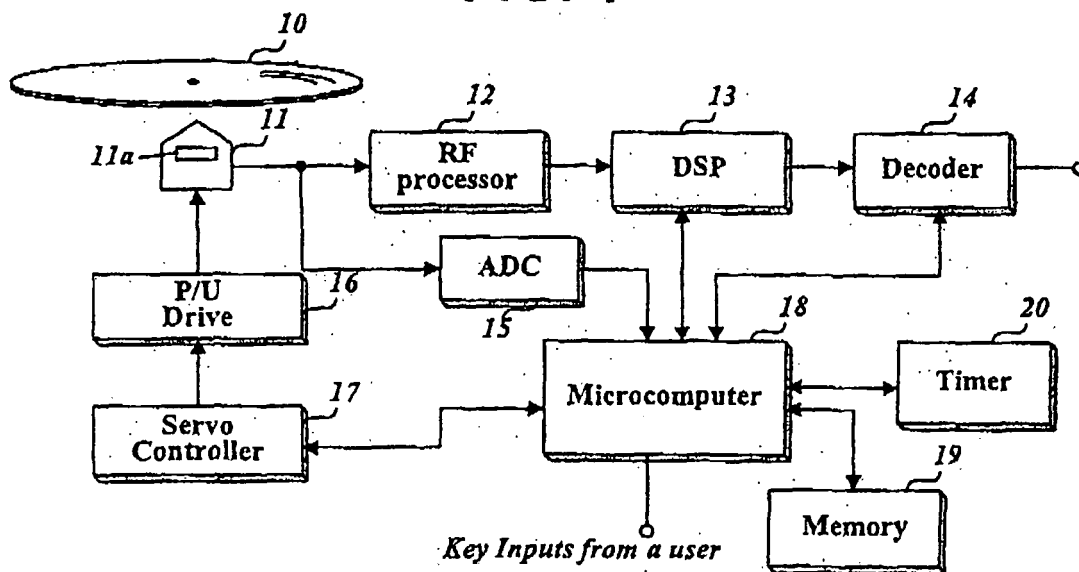 10
11
11a
12
RF
processor
13
DSP
14
Decoder
ADC
15
P/U
Drive
16
18
Microcomputer
20
Timer
17
Servo
Controller
19
Memory
Key Inputs from a user